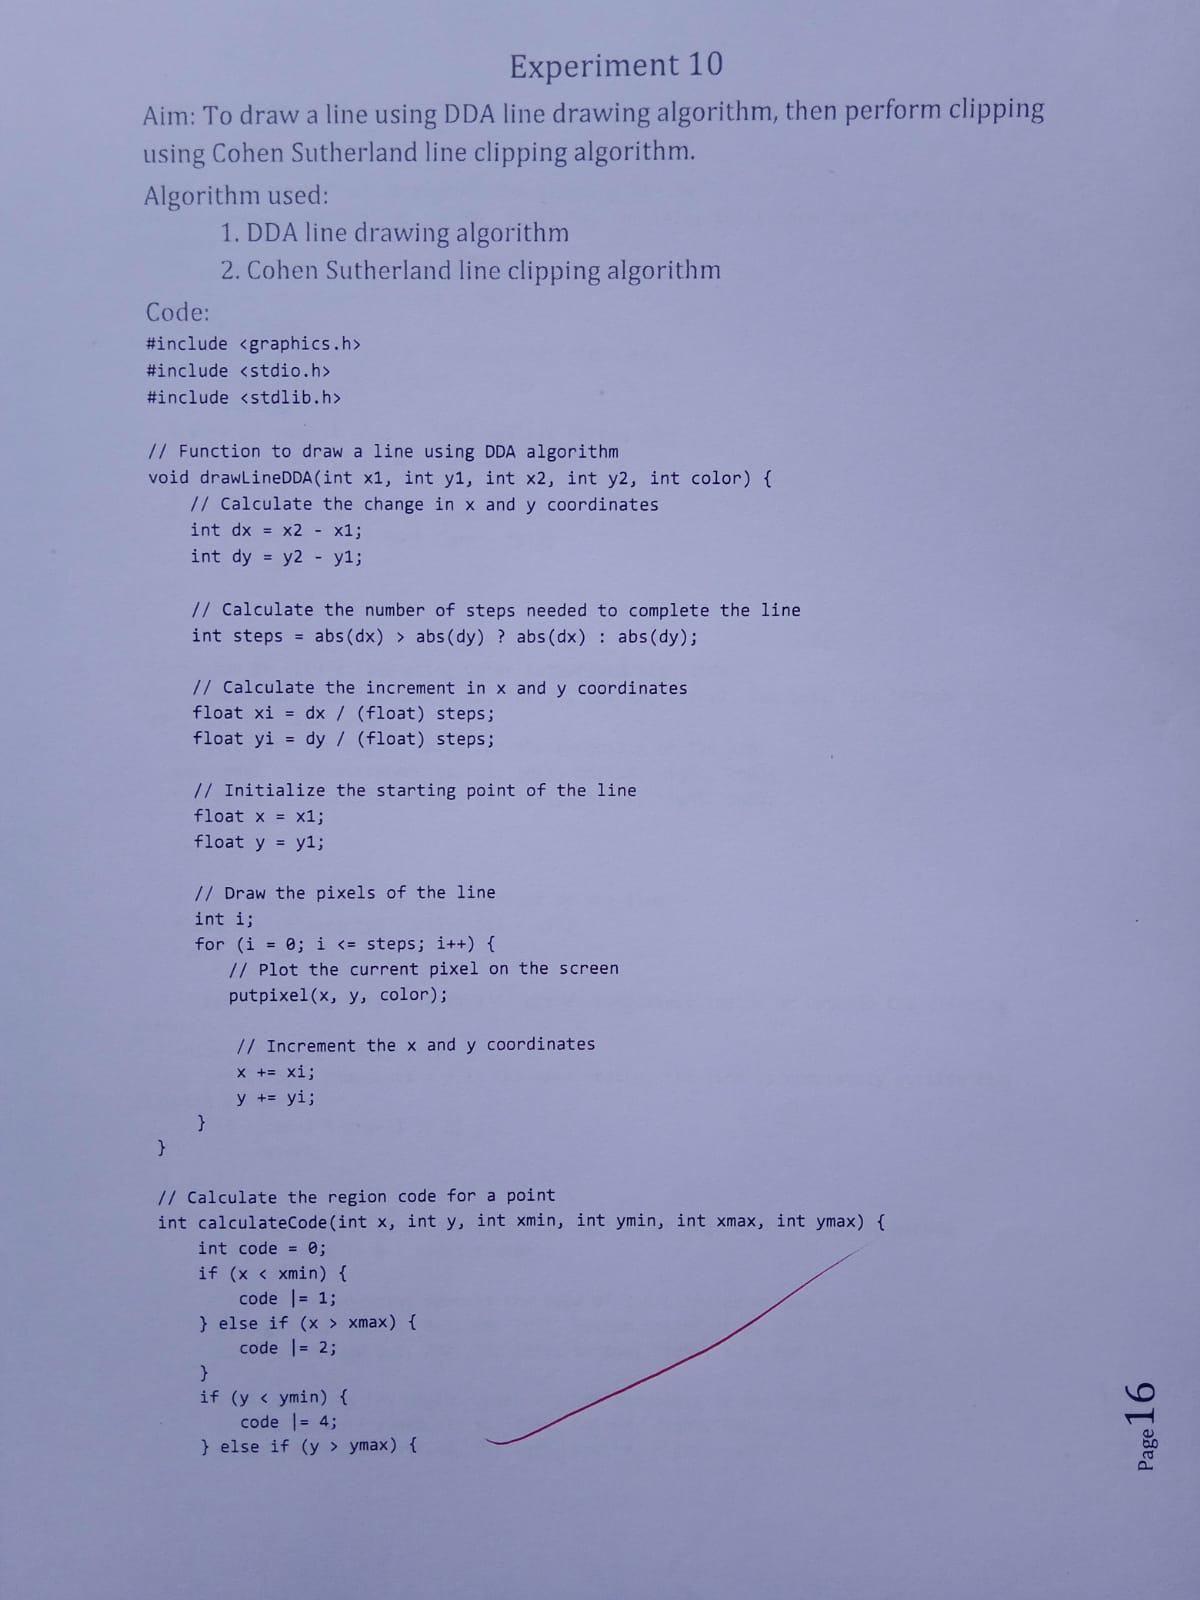 Experiment 10
Aim: To draw a line using DDA line drawing algorithm, then perform clipping
using Cohen Sutherland line clipping algorithm.
Algorithm used:
1. DDA line drawing algorithm
2. Cohen Sutherland line clipping algorithm
Code:
#include <graphics.h>
#include <stdio.h>
#include <stdlib.h>
// Function to draw a line using DDA algorithm
void drawLineDDA(int x1, int y1, int x2, int y2, int color) {
// Calculate the change in x and y coordinates
int dx = x2 - x1;
int dy = y2 - y1;
// Calculate the number of steps needed to complete the line
int steps = abs(dx) > abs(dy) ? abs(dx) : abs(dy);
// Calculate the increment in x and y coordinates
float xi = dx / (float) steps;
float yi = dy / (float) steps;
// Initialize the starting point of the line
float x = x1;
float y = y1;
// Draw the pixels of the line
int i;
for (i = 0; i <= steps; i++) {
// Plot the current pixel on the screen
putpixel(x, y, color);
// Increment the x and y coordinates
x += xi;
y += yi;
}
}
// Calculate the region code for a point
int calculateCode(int x, int y, int xmin, int ymin, int xmax, int ymax) {
int code = 0;
if (x < xmin) {
code |= 1;
} else if (x > xmax) {
code |= 2;
}
if (y < ymin) {
code |= 4;
} else if (y > ymax) {
Page 16